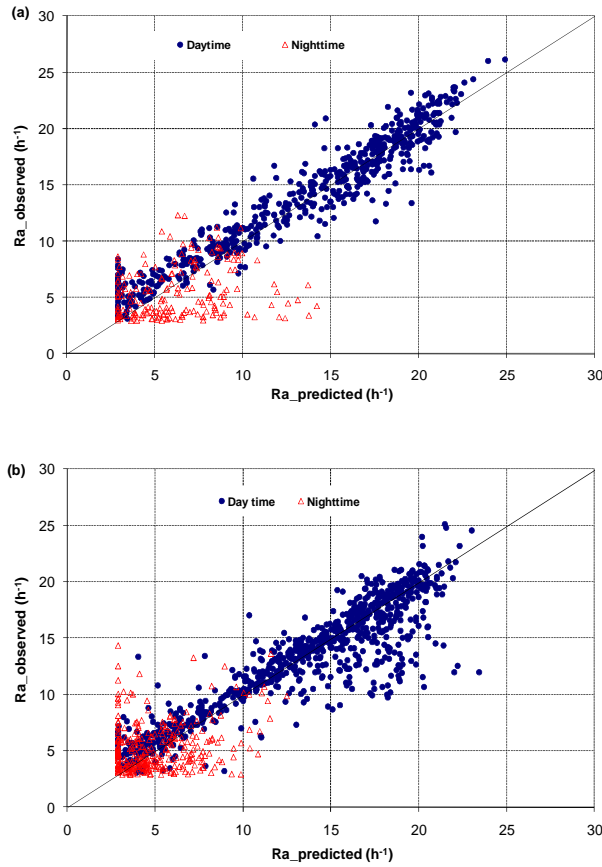 (a)
30
Daytime Nighttime
25
20
15
10
5
0
Ra_observed (h-1)
0 5 10 15 20 25 30
Ra_predicted (h-1)
(b)
30
Day time Nighttime
25
20
15
10
5
0
Ra_observed (h-1)
0 5 10 15 20 25 30
Ra_predicted (h-1)